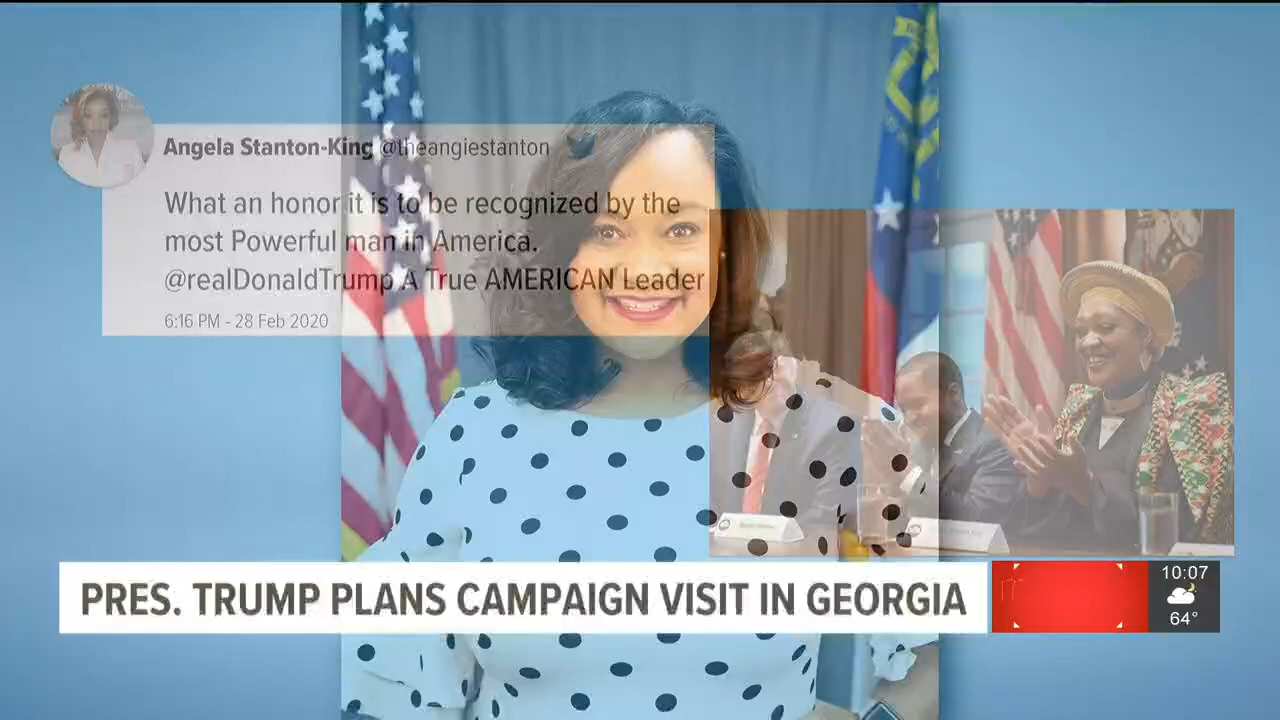 Angela Stanton-King @theangiestanton
What an honor it is to be recognized by the
most Powerful man in America.
@realDonaldTrump A True AMERICAN Leader
6:16 PM - 28 Feb 2020
PRES. TRUMP PLANS CAMPAIGN VISIT IN GEORGIA
10:07
64°